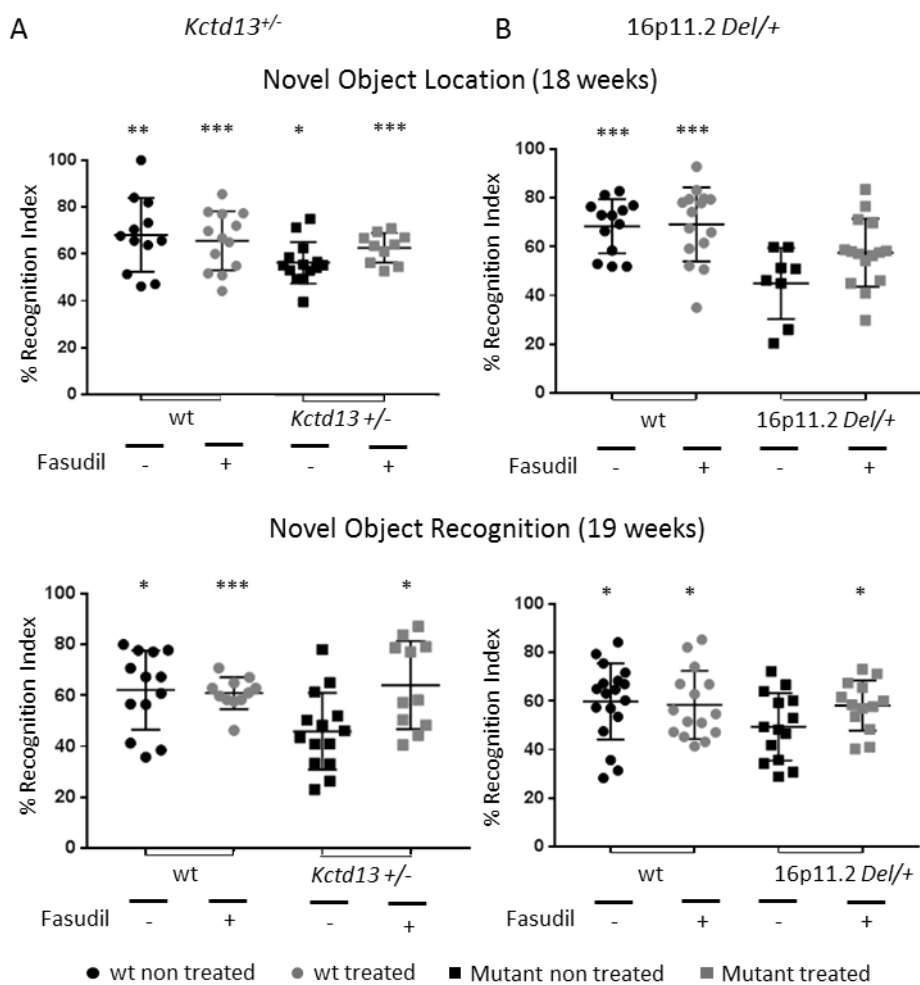 A Kctd13+/- B 16p11.2 Del/+
Novel Object Location (18 weeks)
** *** * *** *** ***
100 100
80 80
60 60
40 40
20 20
0 0
% Recognition Index % Recognition Index
wt Kctd13 +/- wt 16p11.2 Del/+
Fasudil - + - + Fasudil - + - +
Novel Object Recognition (19 weeks)
* *** * * * *
100 100
80 80
60 60
40 40
20 20
0 0
% Recognition Index % Recognition Index
wt Kctd13 +/- wt 16p11.2 Del/+
Fasudil - + - + Fasudil - + - +
wt non treated wt treated Mutant non treated Mutant treated